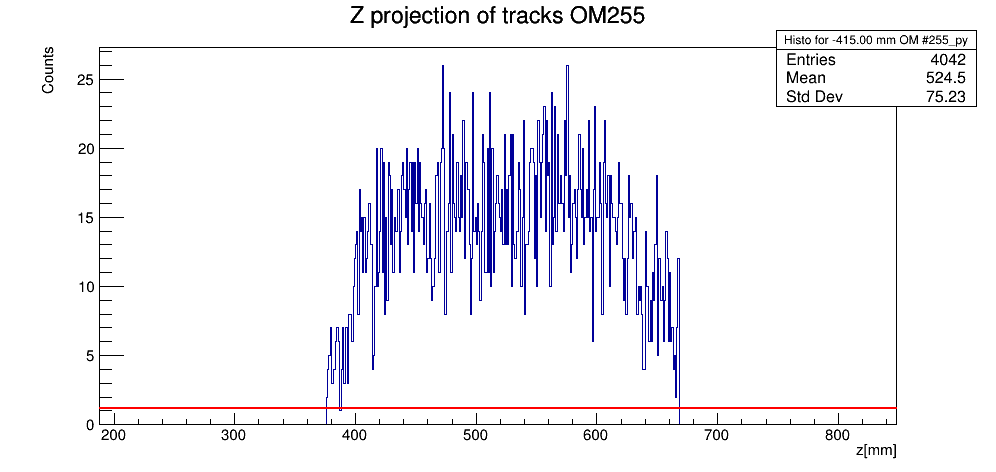 Z projection of tracks OM255
Histo for -415.00 mm OM #255_py
Entries 4042
Mean 524.5
Std Dev 75.23
Counts
25
20
15
10
5
0
200 300 400 500 600 700 800
z[mm]